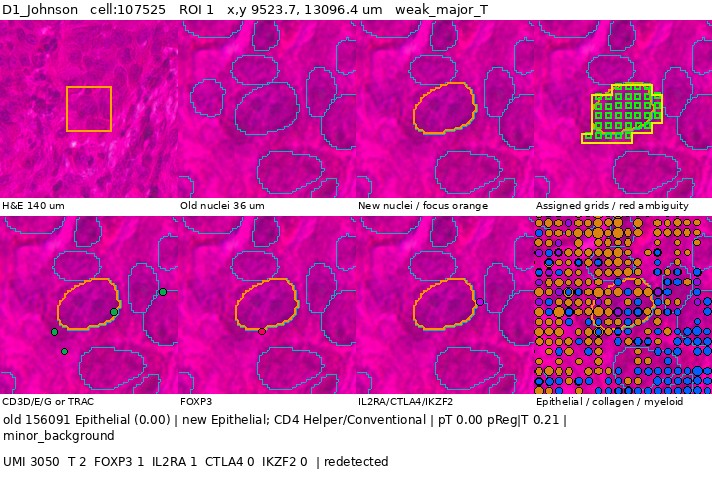 D1_Johnson cell:107525 ROI 1 x,y 9523.7, 13096.4 um weak_major_T
H&E 140 um
Old nuclei 36 um
New nuclei / focus orange
Assigned grids / red ambiguity
CD3D/E/G or TRAC
FOXP3
IL2RA/CTLA4/IKZF2
Epithelial / collagen / myeloid
old 156091 Epithelial (0.00) | new Epithelial; CD4 Helper/Conventional | pT 0.00 pReg|T 0.21 |
minor_background
UMI 3050 T 2 FOXP3 1 IL2RA 1 CTLA4 0 IKZF2 0 | redetected